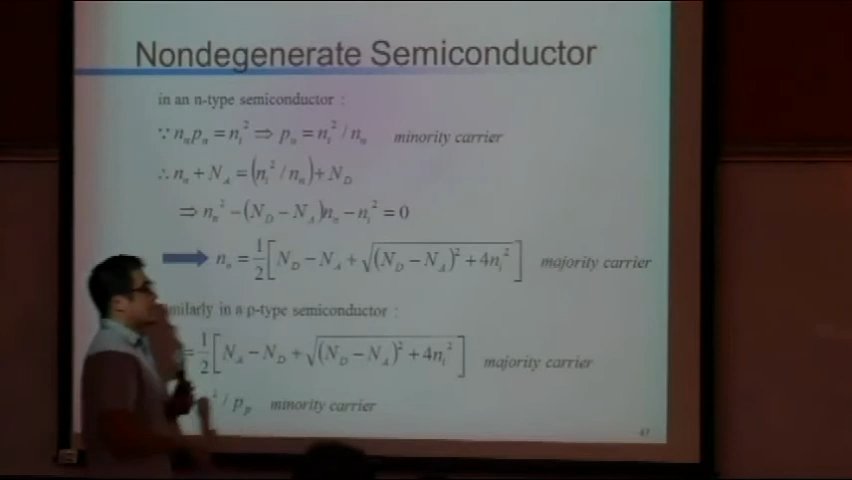 Nondegenerate Semiconductor
in an n-type semiconductor :
∵ nₙpₙ = nᵢ² ⇒ pₙ = nᵢ² / nₙ minority carrier
∴ nₙ + N_A = (nᵢ² / nₙ) + N_D
⇒ nₙ² − (N_D − N_A)nₙ − nᵢ² = 0
nₙ = 1/2 [ N_D − N_A + √((N_D − N_A)² + 4nᵢ²) ] majority carrier
in a p-type semiconductor :
= 1/2 [ N_A − N_D + √((N_D − N_A)² + 4nᵢ²) ] majority carrier
² / pₚ minority carrier